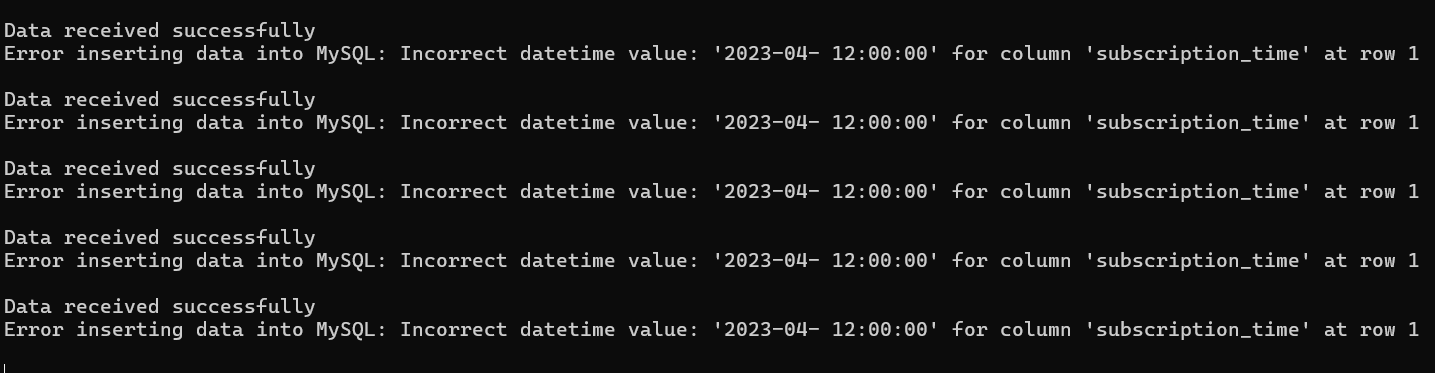 Data received successfully
Error inserting data into MySQL: Incorrect datetime value: '2023-04- 12:00:00' for column 'subscription_time' at row 1
Data received successfully
Error inserting data into MySQL: Incorrect datetime value: '2023-04- 12:00:00' for column 'subscription_time' at row 1
Data received successfully
Error inserting data into MySQL: Incorrect datetime value: '2023-04- 12:00:00' for column 'subscription_time' at row 1
Data received successfully
Error inserting data into MySQL: Incorrect datetime value: '2023-04- 12:00:00' for column 'subscription_time' at row 1
Data received successfully
Error inserting data into MySQL: Incorrect datetime value: '2023-04- 12:00:00' for column 'subscription_time' at row 1